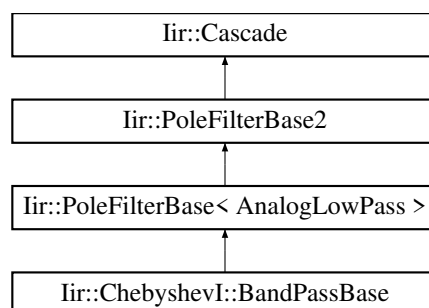 Iir::Cascade
Iir::PoleFilterBase2
Iir::PoleFilterBase< AnalogLowPass >
Iir::ChebyshevI::BandPassBase